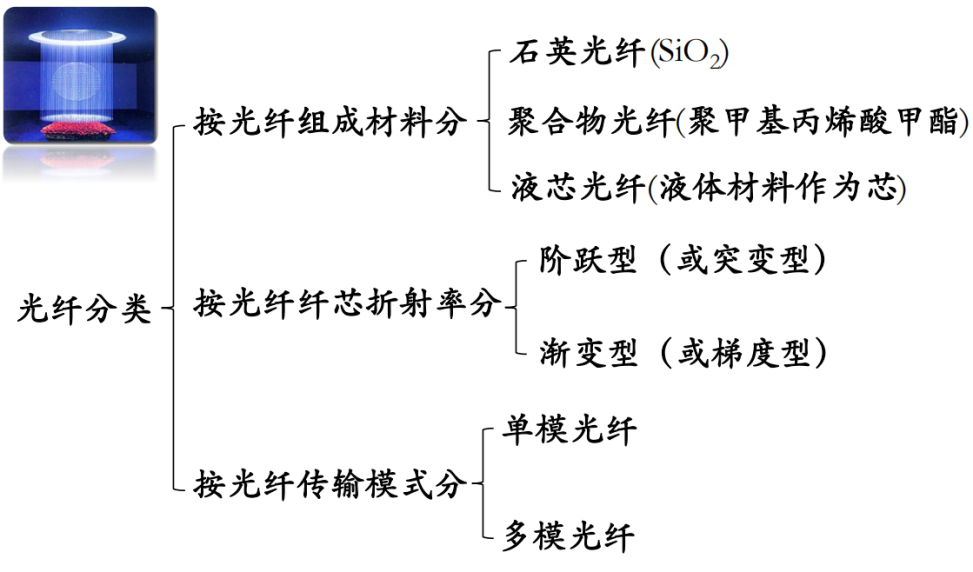 光纤分类
按光纤组成材料分
石英光纤(SiO₂)
聚合物光纤(聚甲基丙烯酸甲酯)
液芯光纤(液体材料作为芯)
按光纤纤芯折射率分
阶跃型（或突变型）
渐变型（或梯度型）
按光纤传输模式分
单模光纤
多模光纤